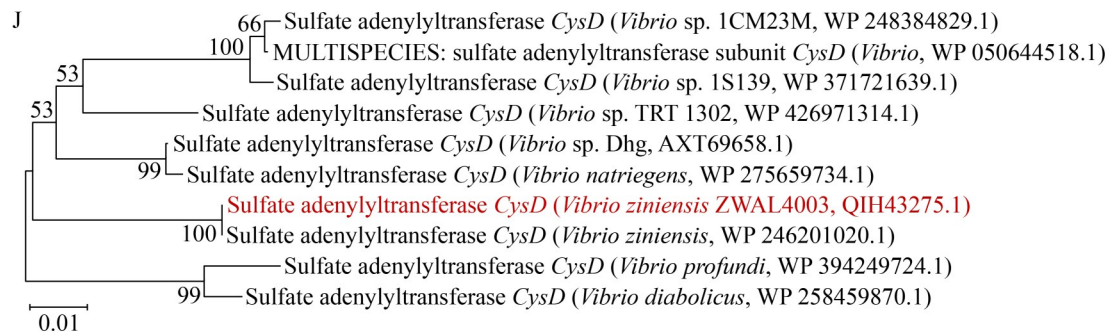 J
66 Sulfate adenylyltransferase CysD (Vibrio sp. 1CM23M, WP 248384829.1)
100 MULTISPECIES: sulfate adenylyltransferase subunit CysD (Vibrio, WP 050644518.1)
53 Sulfate adenylyltransferase CysD (Vibrio sp. 1S139, WP 371721639.1)
53 Sulfate adenylyltransferase CysD (Vibrio sp. TRT 1302, WP 426971314.1)
Sulfate adenylyltransferase CysD (Vibrio sp. Dhg, AXT69658.1)
99 Sulfate adenylyltransferase CysD (Vibrio natriegens, WP 275659734.1)
Sulfate adenylyltransferase CysD (Vibrio ziniensis ZWAL4003, QIH43275.1)
100 Sulfate adenylyltransferase CysD (Vibrio ziniensis, WP 246201020.1)
Sulfate adenylyltransferase CysD (Vibrio profundi, WP 394249724.1)
99 Sulfate adenylyltransferase CysD (Vibrio diabolicus, WP 258459870.1)
0.01